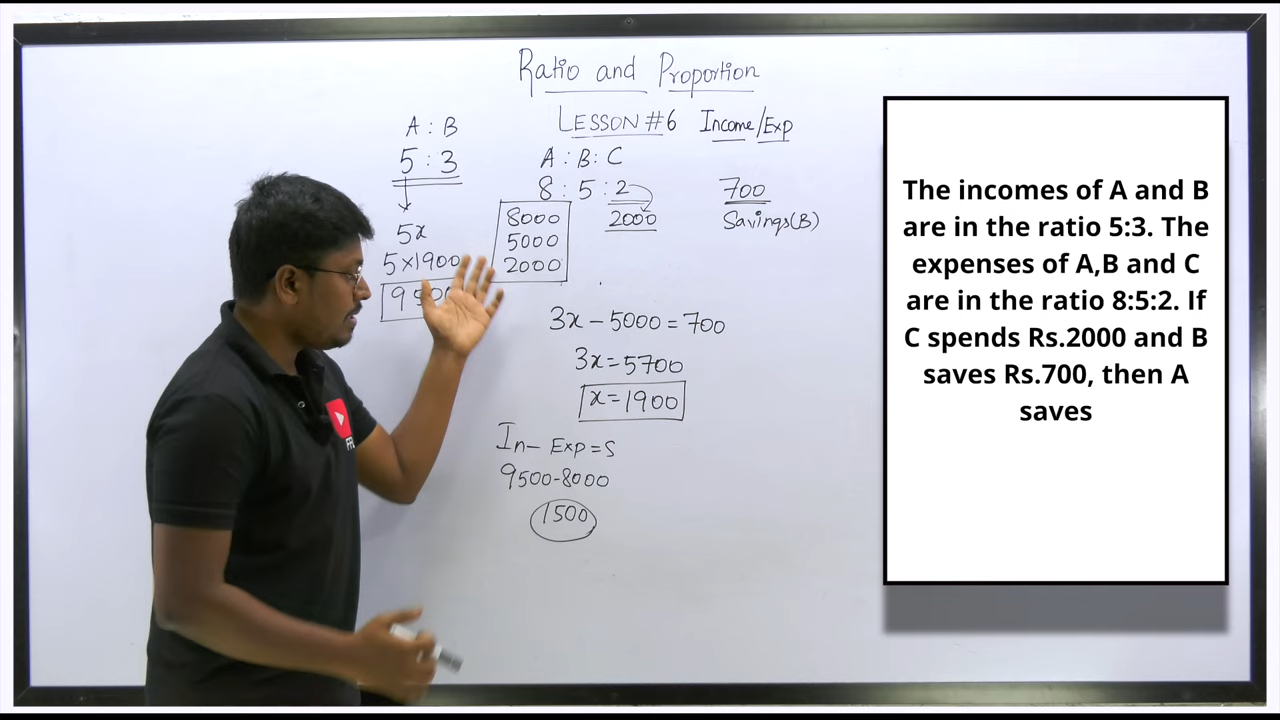 Ratio and Proportion
LESSON #6 Income/Exp
A : B
5 : 3
5x
5×1900
A : B : C
8 : 5 : 2
8000
5000
2000
2000
700
Savings(B)
3x – 5000 = 700
3x = 5700
x = 1900
In – Exp = S
9500-8000
1500
The incomes of A and B
are in the ratio 5:3. The
expenses of A,B and C
are in the ratio 8:5:2. If
C spends Rs.2000 and B
saves Rs.700, then A
saves